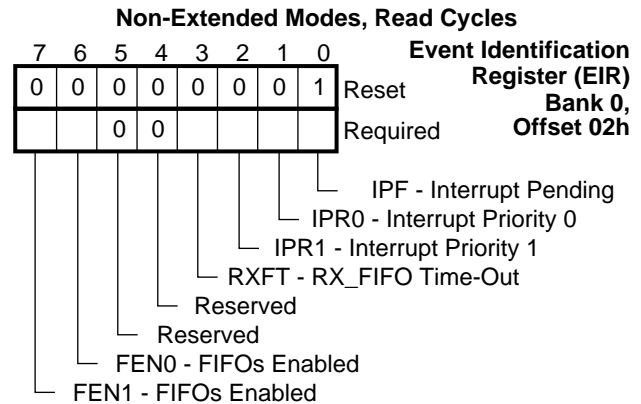 Non-Extended Modes, Read Cycles
7 6 5 4 3 2 1 0
Event Identification
Register (EIR)
Bank 0,
Offset 02h
0 0 0 0 0 0 0 1 Reset
0 0 Required
IPF - Interrupt Pending
IPR0 - Interrupt Priority 0
IPR1 - Interrupt Priority 1
RXFT - RX_FIFO Time-Out
Reserved
Reserved
FEN0 - FIFOs Enabled
FEN1 - FIFOs Enabled